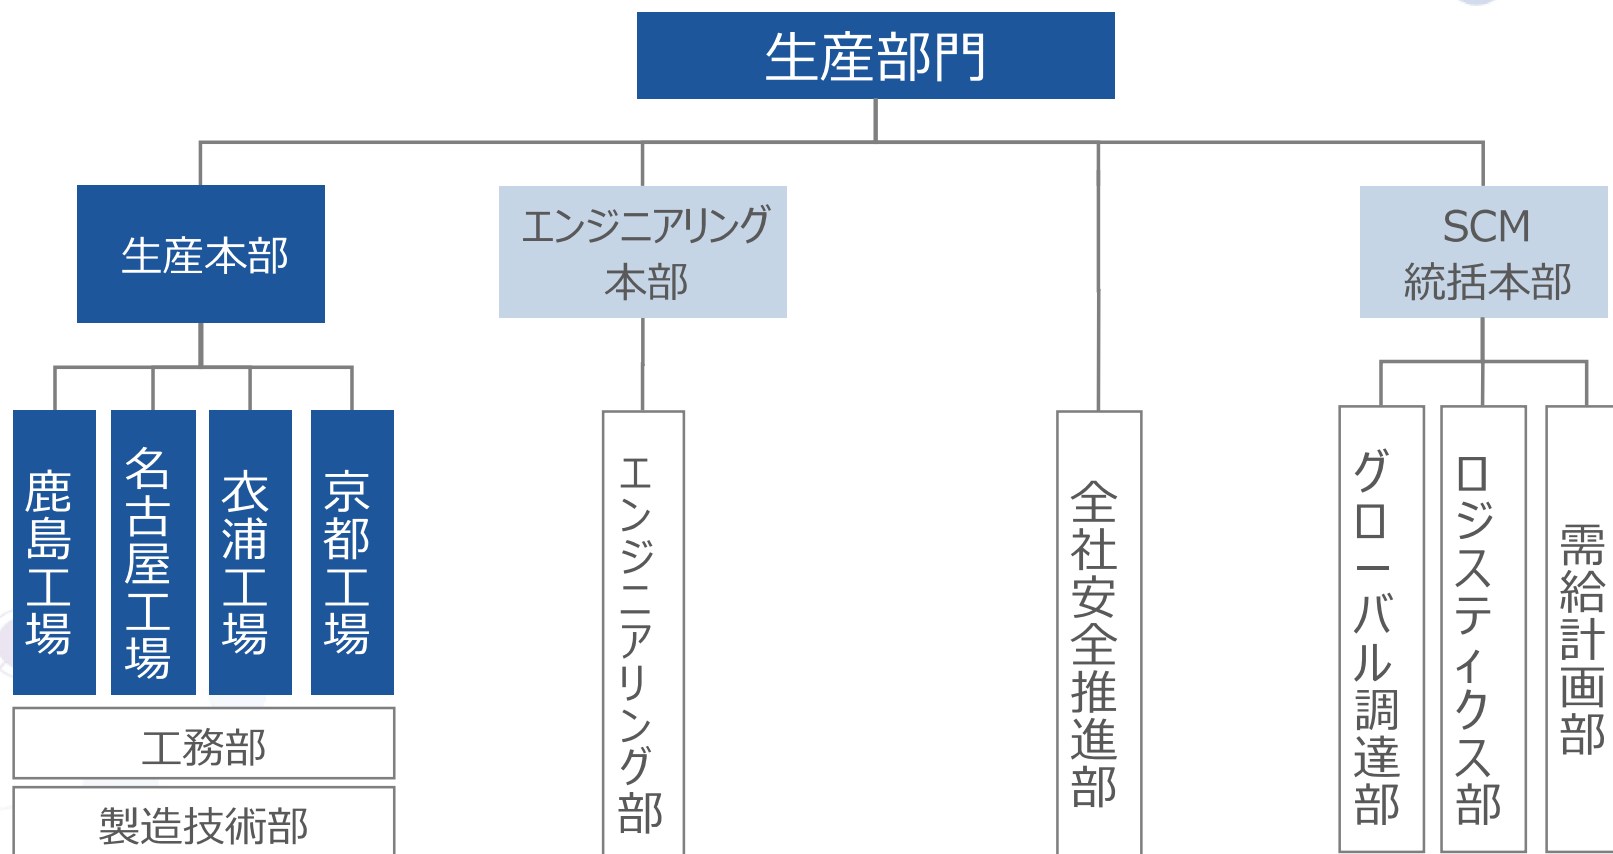 生産部門
生産本部
エンジニアリング
本部
SCM
統括本部
鹿島工場
名古屋工場
衣浦工場
京都工場
エンジニアリング部
全社安全推進部
グローバル調達部
ロジスティクス部
需給計画部
工務部
製造技術部